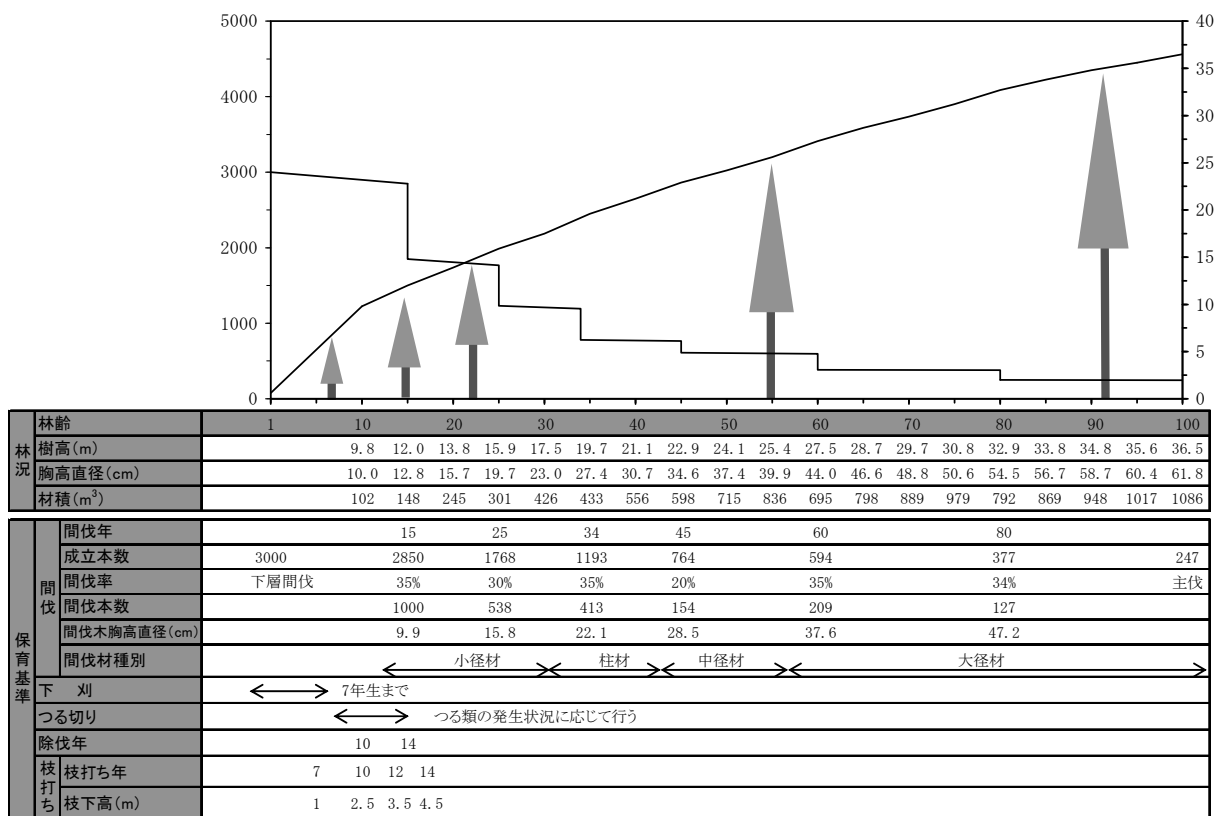 5000
4000
3000
2000
1000
0
40
35
30
25
20
15
10
5
0
林況
林齢 1 10 20 30 40 50 60 70 80 90 100
樹高(m) 9.8 12.0 13.8 15.9 17.5 19.7 21.1 22.9 24.1 25.4 27.5 28.7 29.7 30.8 32.9 33.8 34.8 35.6 36.5
胸高直径(cm) 10.0 12.8 15.7 19.7 23.0 27.4 30.7 34.6 37.4 39.9 44.0 46.6 48.8 50.6 54.5 56.7 58.7 60.4 61.8
材積(m³) 102 148 245 301 426 433 556 598 715 836 695 798 889 979 792 869 948 1017 1086
保育基準
間伐
間伐年 15 25 34 45 60 80
成立本数 3000 2850 1768 1193 764 594 377 247
間伐率 下層間伐 35% 30% 35% 20% 35% 34% 主伐
間伐本数 1000 538 413 154 209 127
間伐木胸高直径(cm) 9.9 15.8 22.1 28.5 37.6 47.2
間伐材種別 小径材 柱材 中径材 大径材
下 刈 7年生まで
つる切り つる類の発生状況に応じて行う
除伐年 10 14
枝打ち
枝打ち年 7 10 12 14
枝下高(m) 1 2.5 3.5 4.5